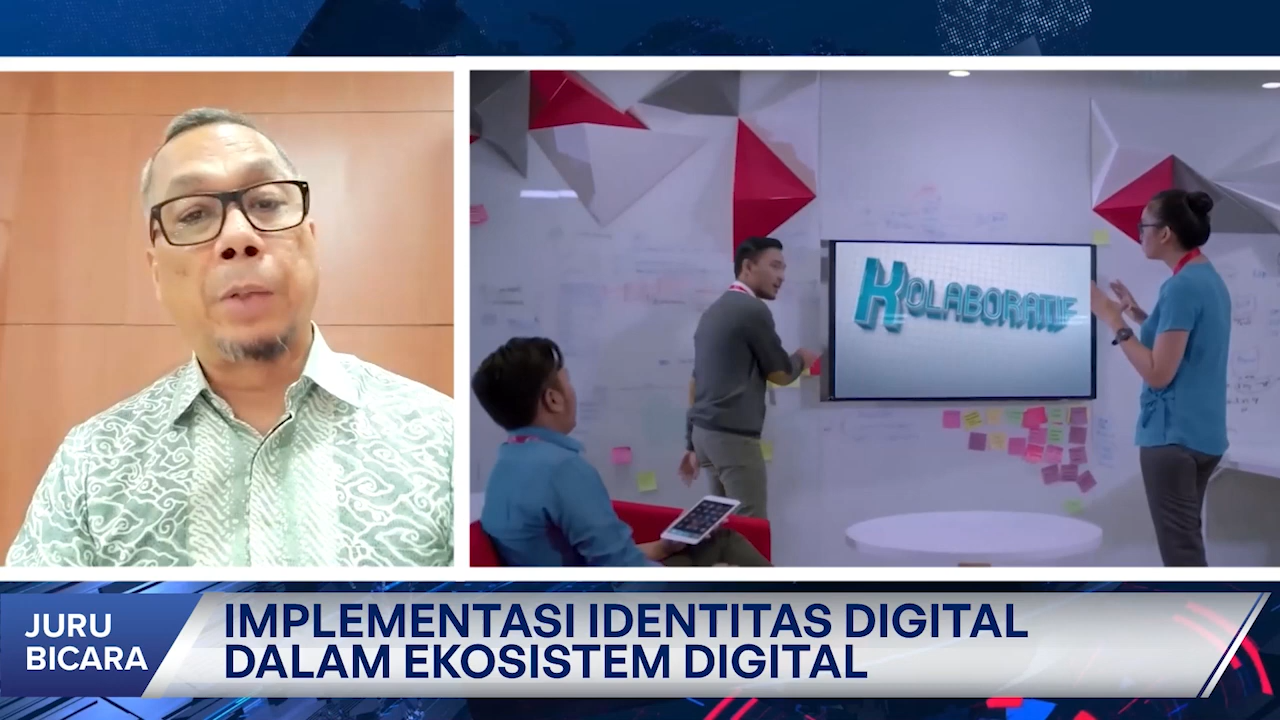 KOLABORATIF
JURU
BICARA
IMPLEMENTASI IDENTITAS DIGITAL
DALAM EKOSISTEM DIGITAL